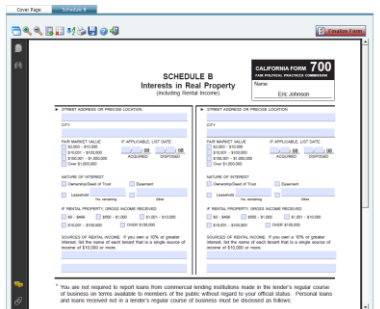 Cover Page Schedule B
Finalize Form
SCHEDULE B
Interests in Real Property
(Including Rental Income)
CALIFORNIA FORM 700
FAIR POLITICAL PRACTICES COMMISSION
Name
Eric Johnson
► STREET ADDRESS OR PRECISE LOCATION
CITY
FAIR MARKET VALUE IF APPLICABLE, LIST DATE:
$2,000 - $10,000
$10,001 - $100,000
$100,001 - $1,000,000
Over $1,000,000
ACQUIRED DISPOSED
NATURE OF INTEREST
Ownership/Deed of Trust Easement
Leasehold
Yrs. remaining Other
IF RENTAL PROPERTY, GROSS INCOME RECEIVED
$0 - $499 $500 - $1,000 $1,001 - $10,000
$10,001 - $100,000 OVER $100,000
SOURCES OF RENTAL INCOME: If you own a 10% or greater
interest, list the name of each tenant that is a single source of
income of $10,000 or more.
► STREET ADDRESS OR PRECISE LOCATION
CITY
FAIR MARKET VALUE IF APPLICABLE, LIST DATE:
$2,000 - $10,000
$10,001 - $100,000
$100,001 - $1,000,000
Over $1,000,000
ACQUIRED DISPOSED
NATURE OF INTEREST
Ownership/Deed of Trust Easement
Leasehold
Yrs. remaining Other
IF RENTAL PROPERTY, GROSS INCOME RECEIVED
$0 - $499 $500 - $1,000 $1,001 - $10,000
$10,001 - $100,000 OVER $100,000
SOURCES OF RENTAL INCOME: If you own a 10% or greater
interest, list the name of each tenant that is a single source of
income of $10,000 or more.
* You are not required to report loans from commercial lending institutions made in the lender's regular course
of business on terms available to members of the public without regard to your official status. Personal loans
and loans received not in a lender's regular course of business must be disclosed as follows: